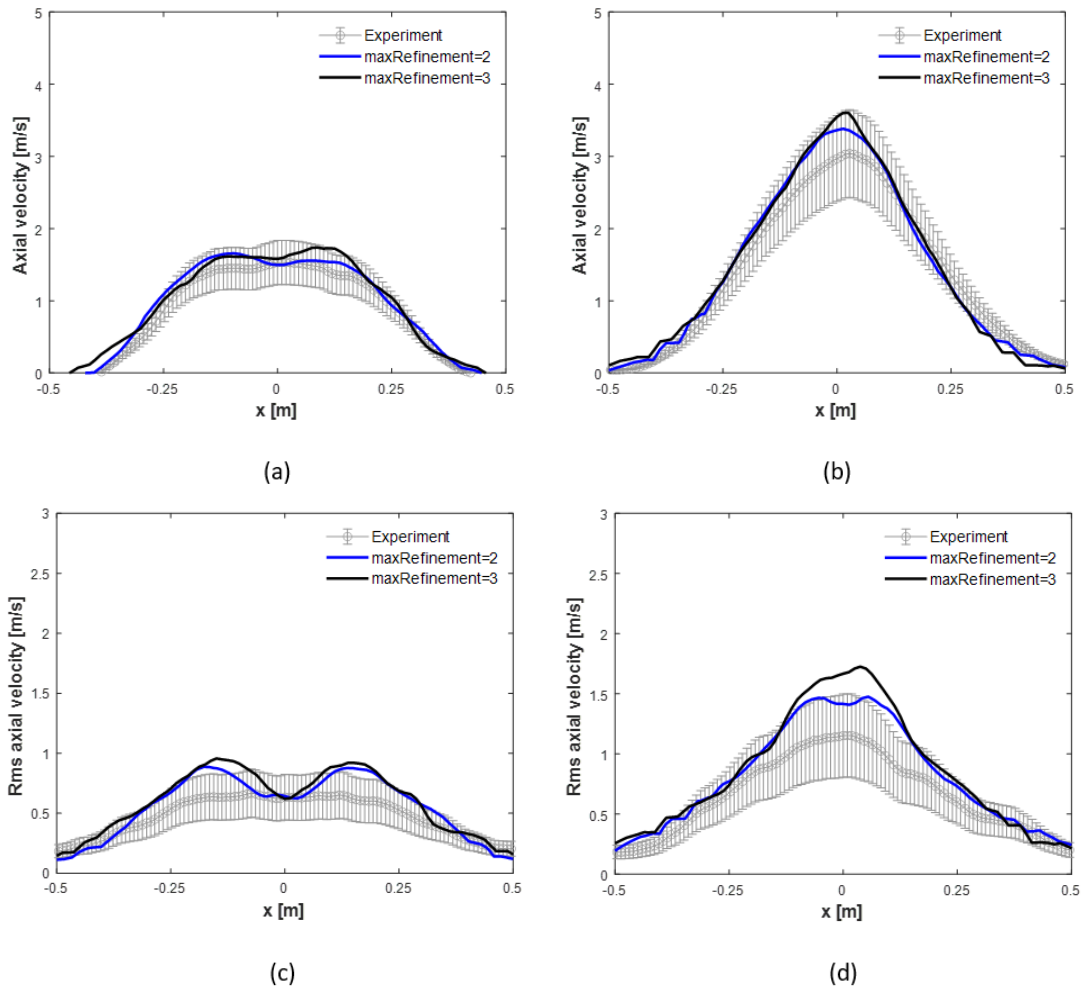 5
4
3
2
1
0
-0.5
-0.25
0
0.25
0.5
Axial velocity [m/s]
x [m]
Experiment
maxRefinement=2
maxRefinement=3
(a)
5
4
3
2
1
0
-0.5
-0.25
0
0.25
0.5
Axial velocity [m/s]
x [m]
Experiment
maxRefinement=2
maxRefinement=3
(b)
3
2.5
2
1.5
1
0.5
0
-0.5
-0.25
0
0.25
0.5
Rms axial velocity [m/s]
x [m]
Experiment
maxRefinement=2
maxRefinement=3
(c)
3
2.5
2
1.5
1
0.5
0
-0.5
-0.25
0
0.25
0.5
Rms axial velocity [m/s]
x [m]
Experiment
maxRefinement=2
maxRefinement=3
(d)